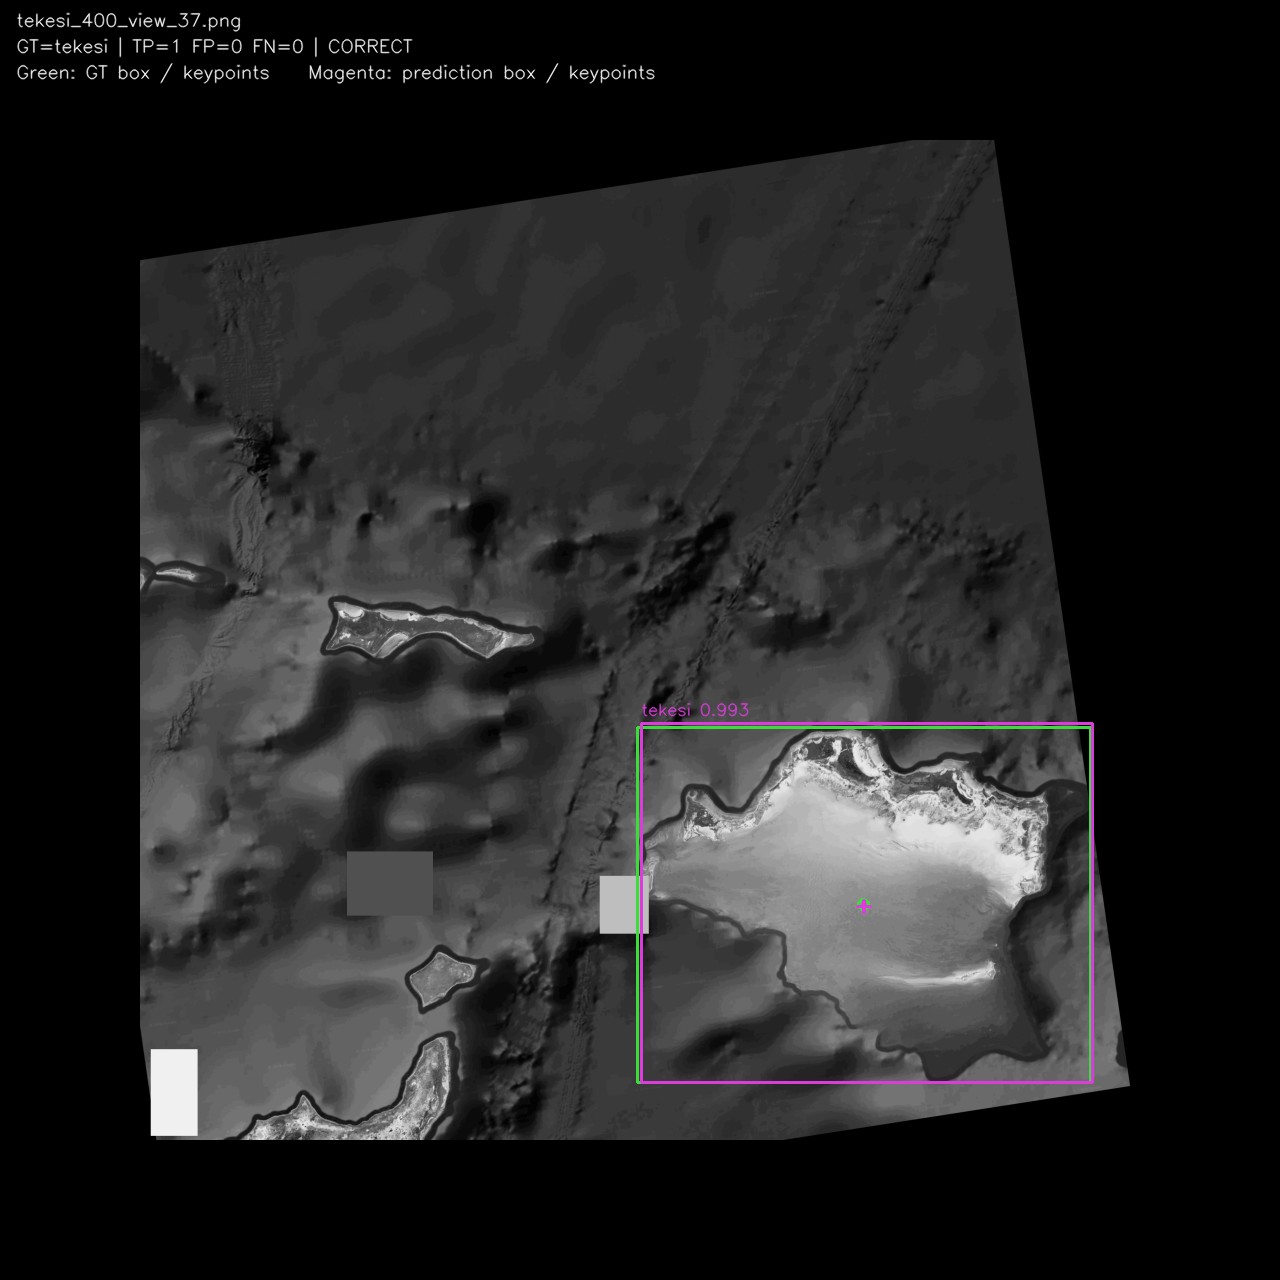 tekesi_400_view_37.png
GT=tekesi | TP=1 FP=0 FN=0 | CORRECT
Green: GT box / keypoints    Magenta: prediction box / keypoints
tekesi 0.993